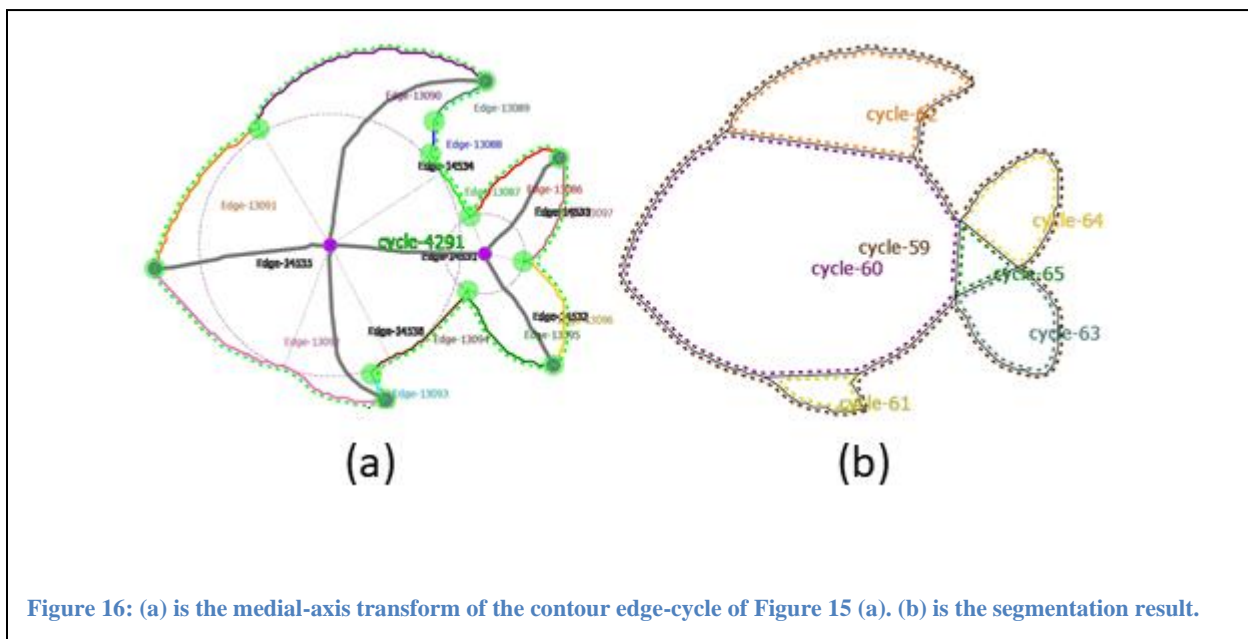 Edge-13090
Edge-13089
Edge-13088
Edge-34534
Edge-13087
Edge-13086
Edge-13091
cycle-4291
Edge-34535
Edge-13094
Edge-13095
Edge-13093
(a)
cycle-62
cycle-64
cycle-59
cycle-60
cycle-65
cycle-63
cycle-61
(b)
Figure 16: (a) is the medial-axis transform of the contour edge-cycle of Figure 15 (a). (b) is the segmentation result.